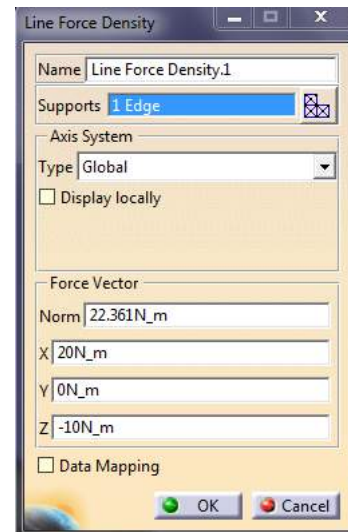 Line Force Density
Name Line Force Density.1
Supports 1 Edge
Axis System
Type Global
Display locally
Force Vector
Norm 22.361N_m
X 20N_m
Y 0N_m
Z -10N_m
Data Mapping
OK Cancel